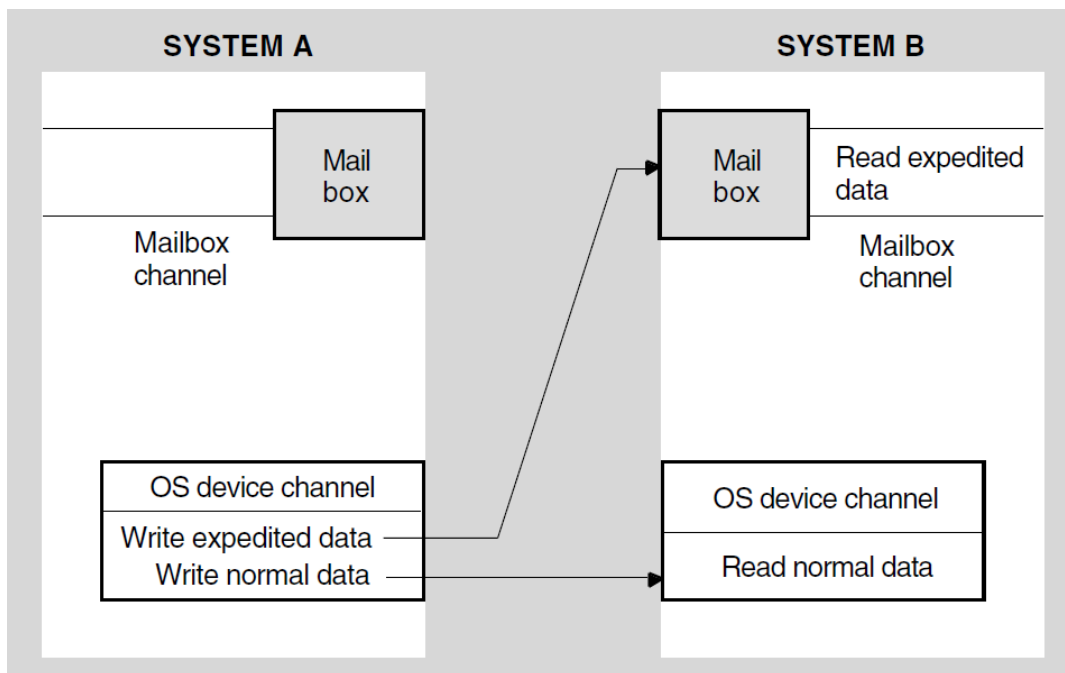 SYSTEM A
SYSTEM B
Mail
box
Mailbox
channel
Mail
box
Read expedited
data
Mailbox
channel
OS device channel
Write expedited data
Write normal data
OS device channel
Read normal data